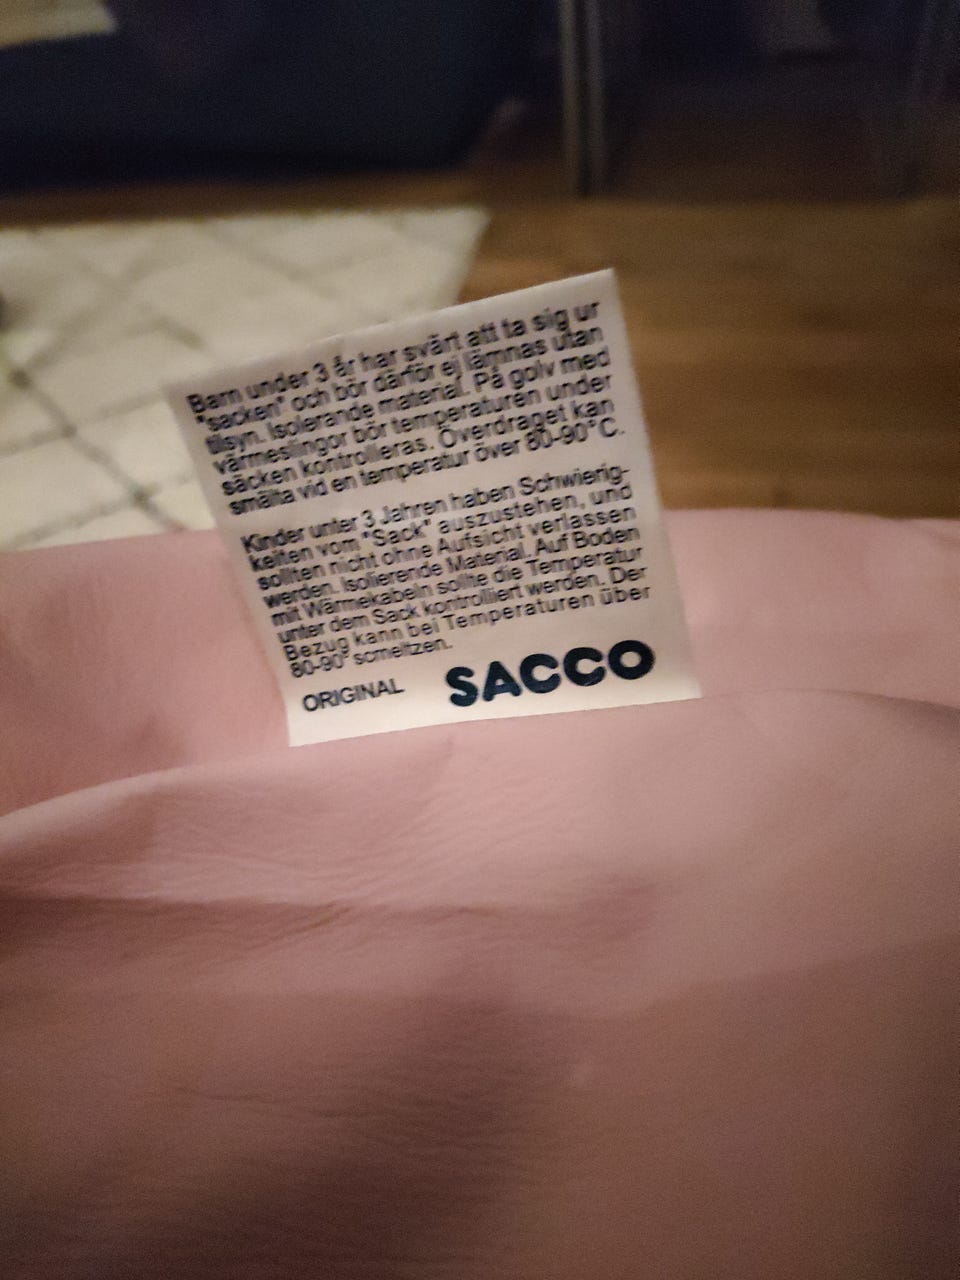 Barn under 3 år har svårt att ta sig ur
"sacken" och bör därför ej lämnas utan
tillsyn. Isolerande material. På golv med
värmeslingor bör temperaturen under
säcken kontrolleras. Överdraget kan
smälta vid en temperatur över 80-90°C.
Kinder unter 3 Jahren haben Schwierig-
keiten vom "Sack" auszustehen, und
sollten nicht ohne Aufsicht verlassen
werden. Isolierende Material. Auf Boden
mit Wärmekabeln sollte die Temperatur
unter dem Sack kontrolliert werden. Der
Bezug kann bei Temperaturen über
80-90° scmeltzen.
ORIGINAL SACCO